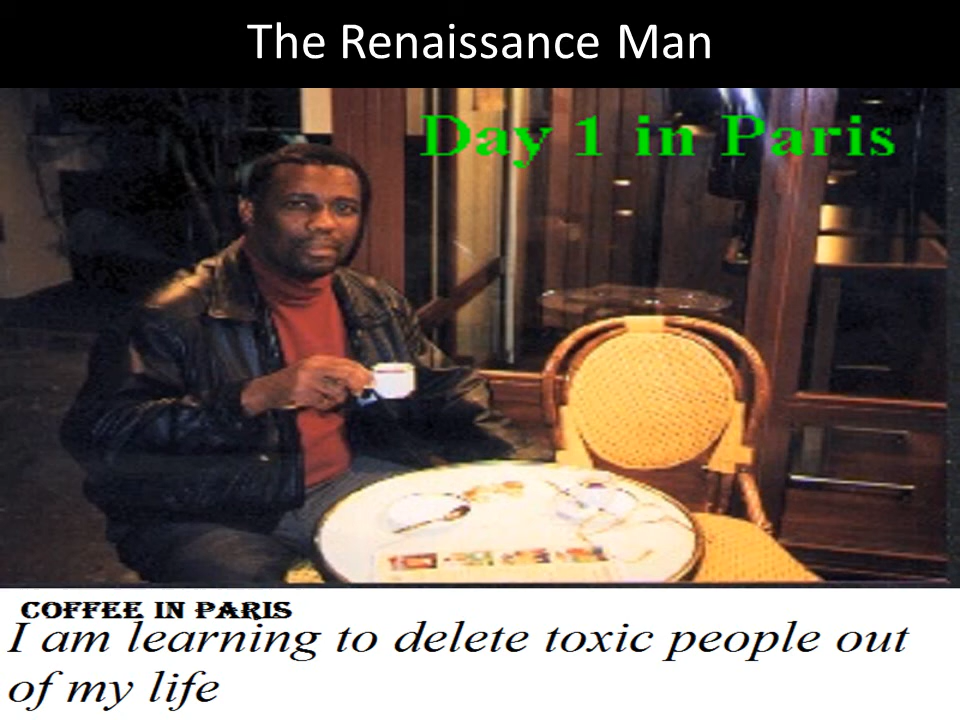 The Renaissance Man
Day 1 in Paris
COFFEE IN PARIS
I am learning to delete toxic people out
of my life